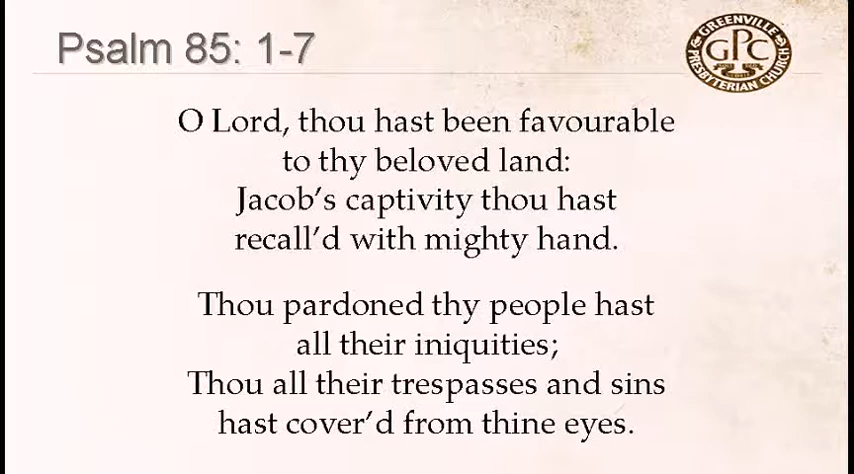 Psalm 85: 1-7
GREENVILLE
GPC
PRESBYTERIAN CHURCH
O Lord, thou hast been favourable
to thy beloved land:
Jacob's captivity thou hast
recall'd with mighty hand.
Thou pardoned thy people hast
all their iniquities;
Thou all their trespasses and sins
hast cover'd from thine eyes.